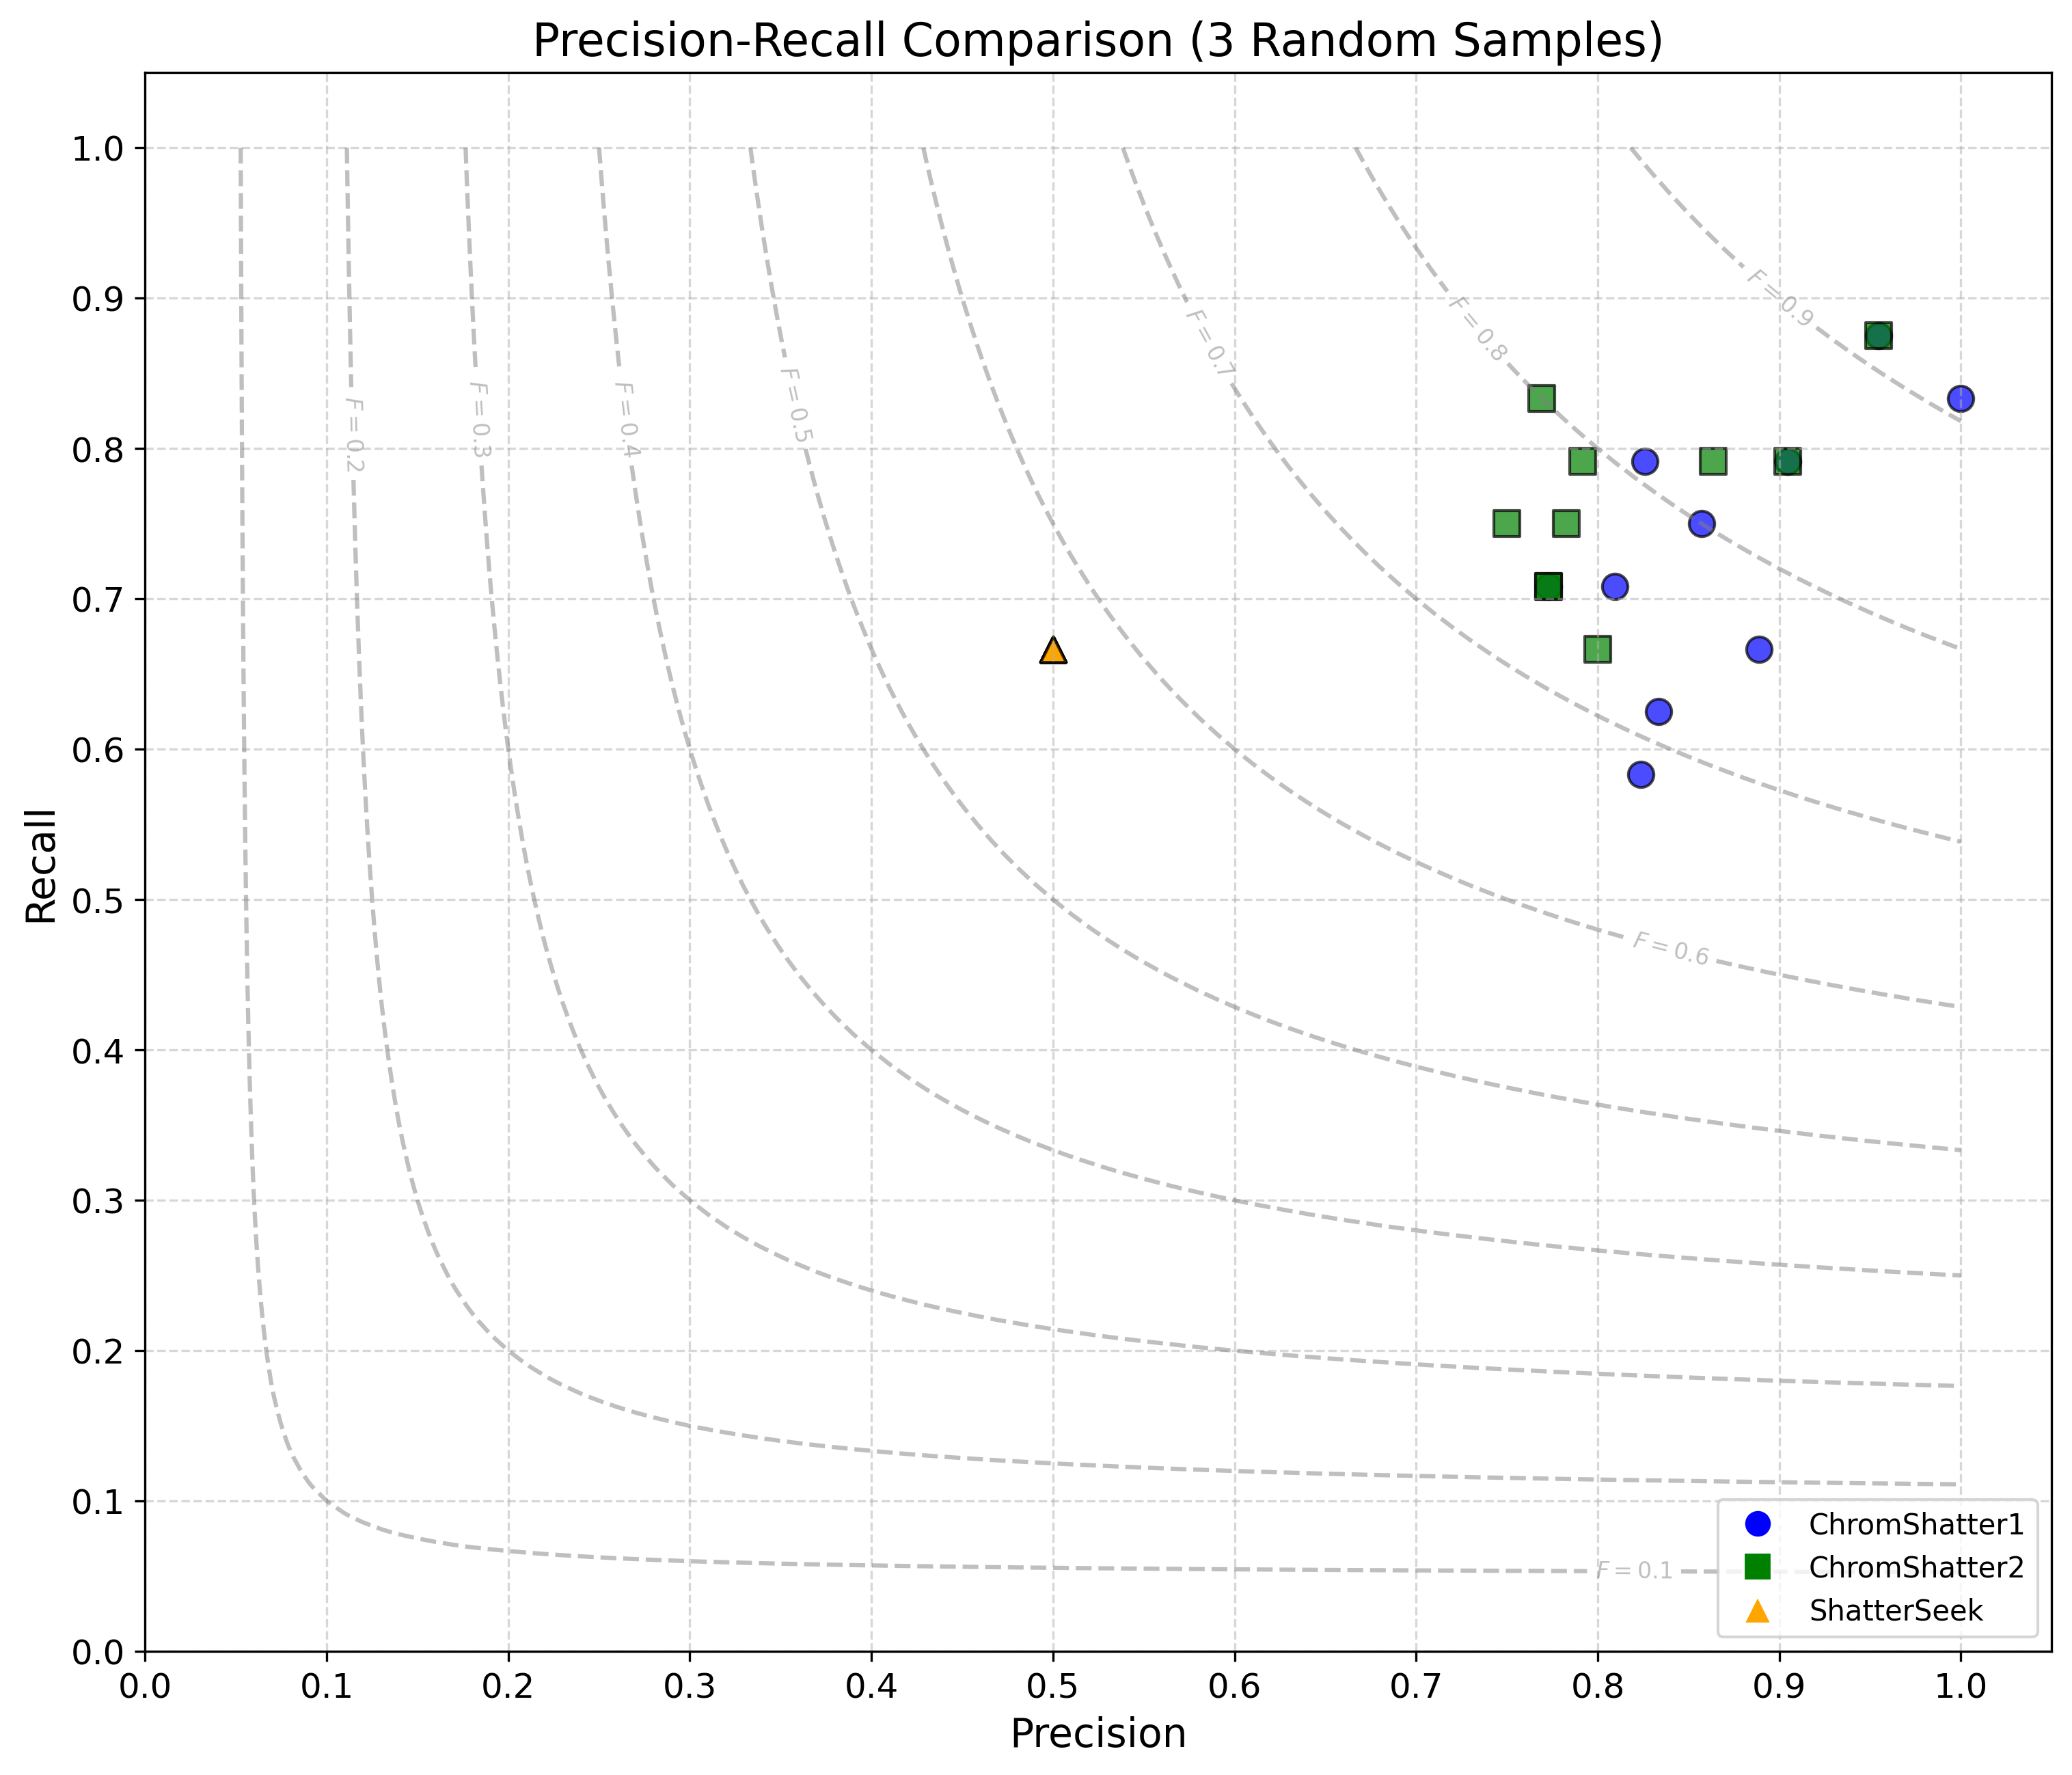 Precision-Recall Comparison (3 Random Samples)
1.0
0.9
0.8
0.7
0.6
0.5
0.4
0.3
0.2
0.1
0.0
Recall
F=0.2
F=0.3
F=0.4
F=0.5
F=0.7
F=0.8
F=0.9
F=0.6
F=0.1
ChromShatter1
ChromShatter2
ShatterSeek
0.0 0.1 0.2 0.3 0.4 0.5 0.6 0.7 0.8 0.9 1.0
Precision